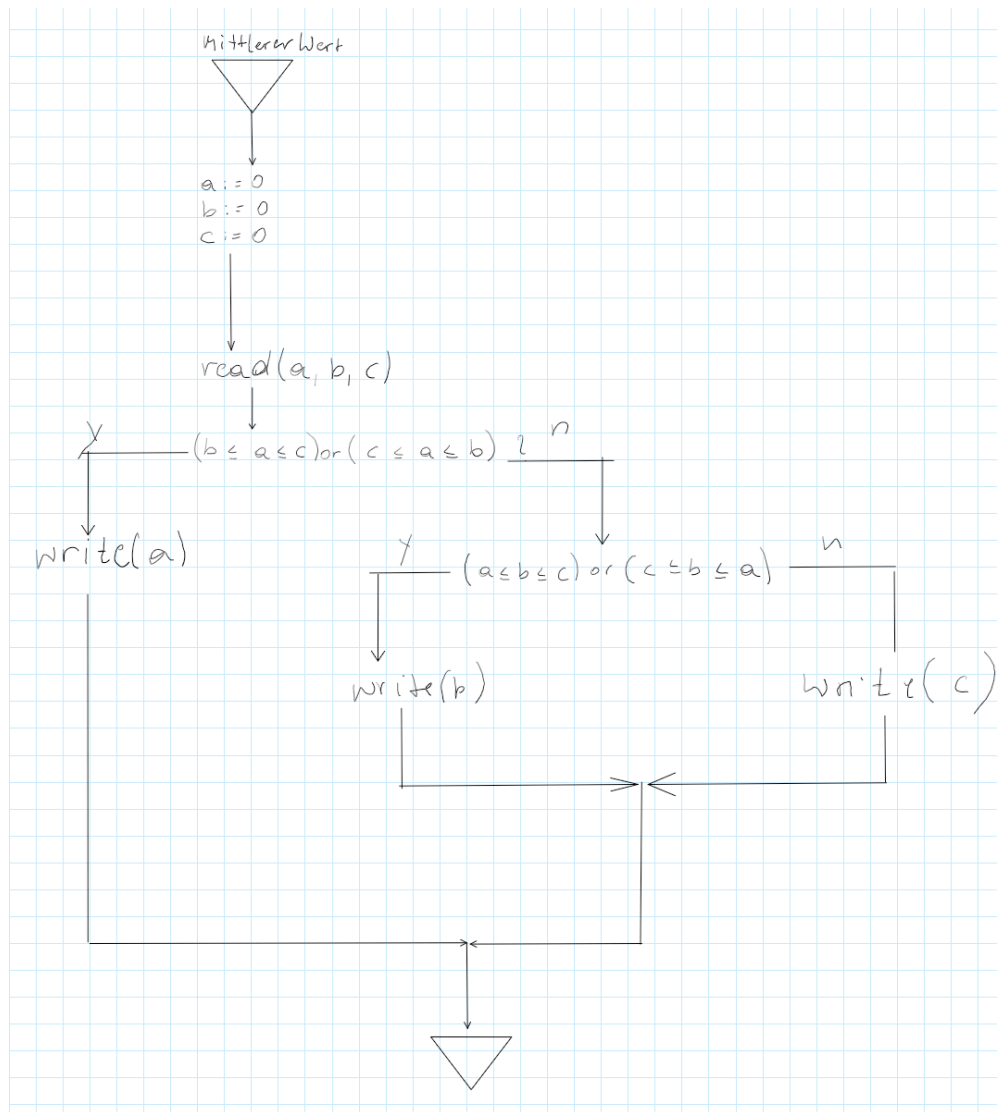 Mittlerer Wert
a := 0
b := 0
c := 0
read(a, b, c)
y
(b ≤ a ≤ c) or (c ≤ a ≤ b) ?
n
write(a)
y
(a ≤ b ≤ c) or (c ≤ b ≤ a)
n
write(b)
write(c)